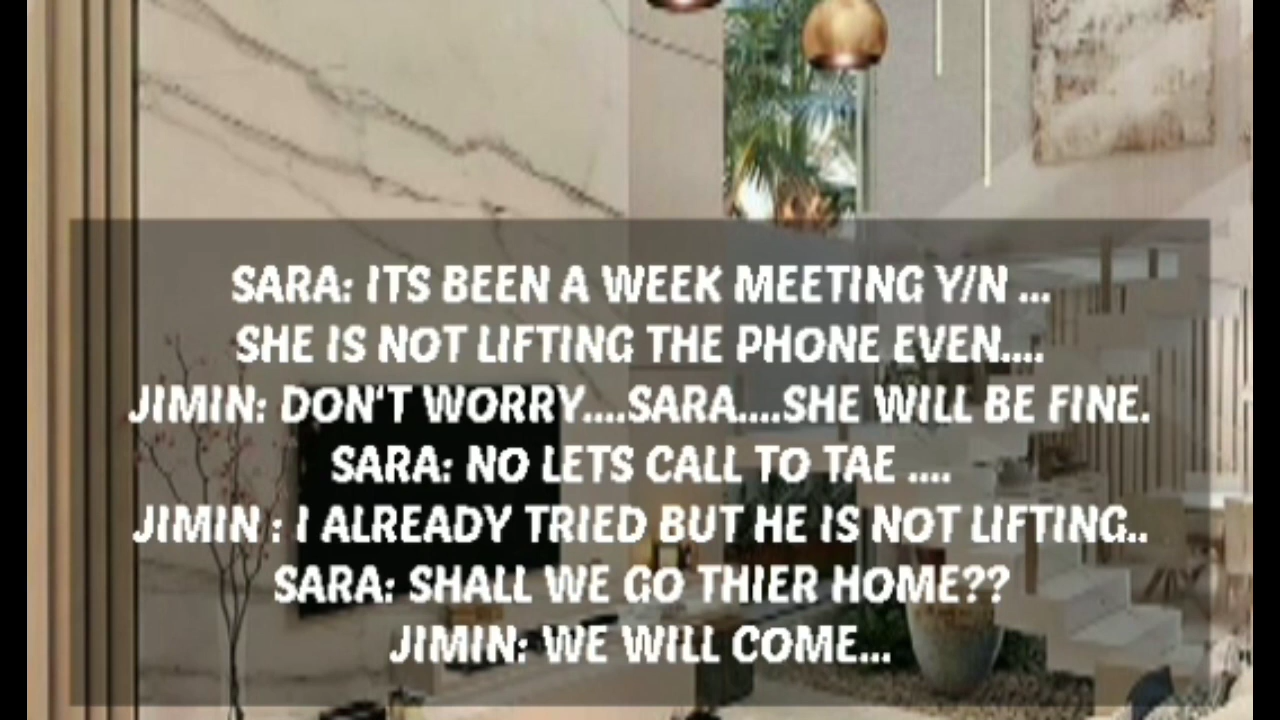 SARA: ITS BEEN A WEEK MEETING Y/N ...
SHE IS NOT LIFTING THE PHONE EVEN....
JIMIN: DON'T WORRY....SARA....SHE WILL BE FINE.
SARA: NO LETS CALL TO TAE ....
JIMIN : I ALREADY TRIED BUT HE IS NOT LIFTING..
SARA: SHALL WE GO THIER HOME??
JIMIN: WE WILL COME...